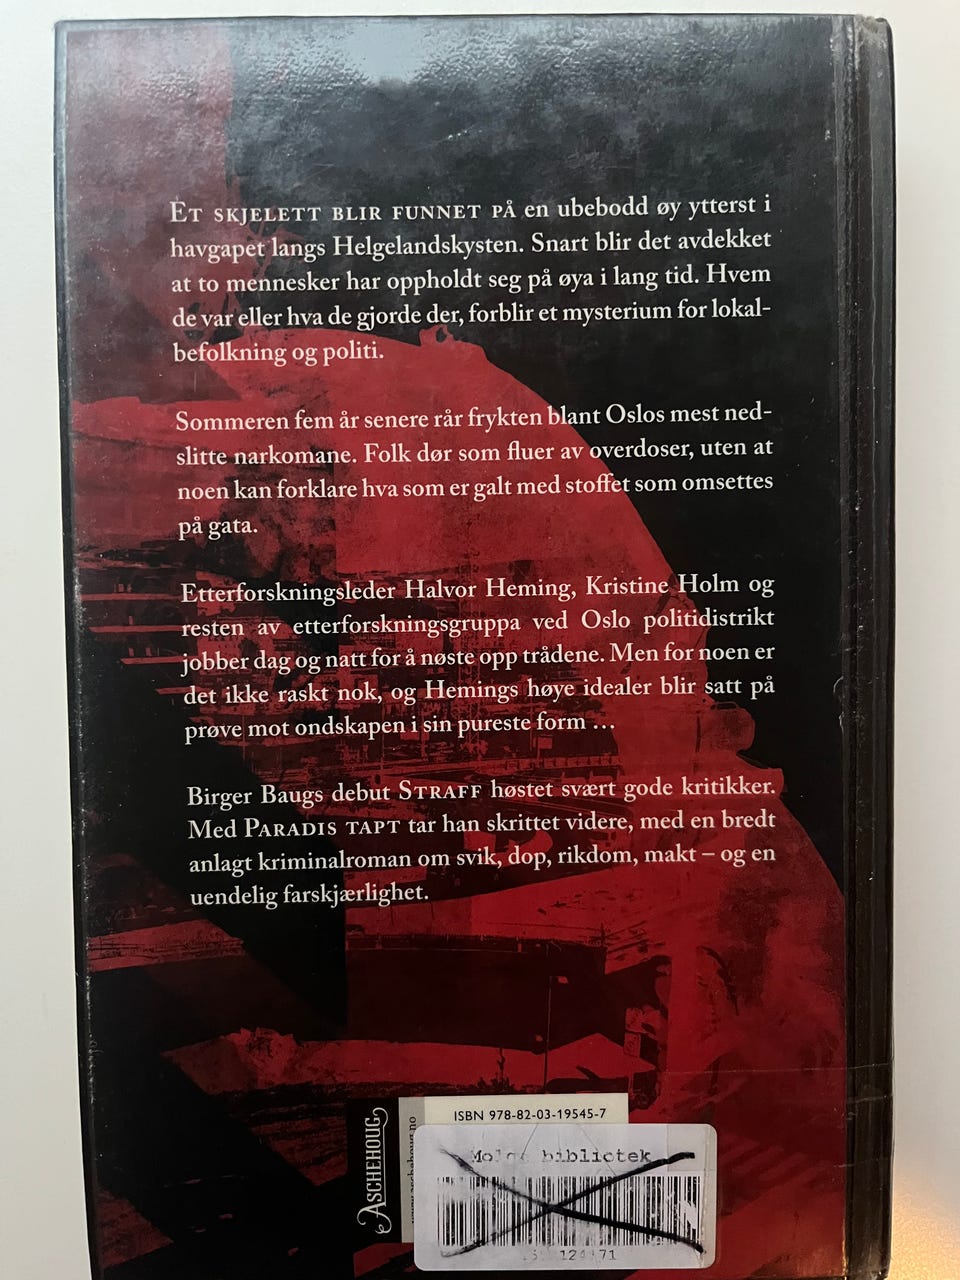 ET SKJELETT BLIR FUNNET PÅ en ubebodd øy ytterst i
havgapet langs Helgelandskysten. Snart blir det avdekket
at to mennesker har oppholdt seg på øya i lang tid. Hvem
de var eller hva de gjorde der, forblir et mysterium for lokal-
befolkning og politi.
Sommeren fem år senere rår frykten blant Oslos mest ned-
slitte narkomane. Folk dør som fluer av overdoser, uten at
noen kan forklare hva som er galt med stoffet som omsettes
på gata.
Etterforskningsleder Halvor Heming, Kristine Holm og
resten av etterforskningsgruppa ved Oslo politidistrikt
jobber dag og natt for å nøste opp trådene. Men for noen er
det ikke raskt nok, og Hemings høye idealer blir satt på
prøve mot ondskapen i sin pureste form …
Birger Baugs debut STRAFF høstet svært gode kritikker.
Med PARADIS TAPT tar han skrittet videre, med en bredt
anlagt kriminalroman om svik, dop, rikdom, makt – og en
uendelig farskjærlighet.
ASCHEHOUG
www.aschehoug.no
ISBN 978-82-03-19545-7
bibliotek